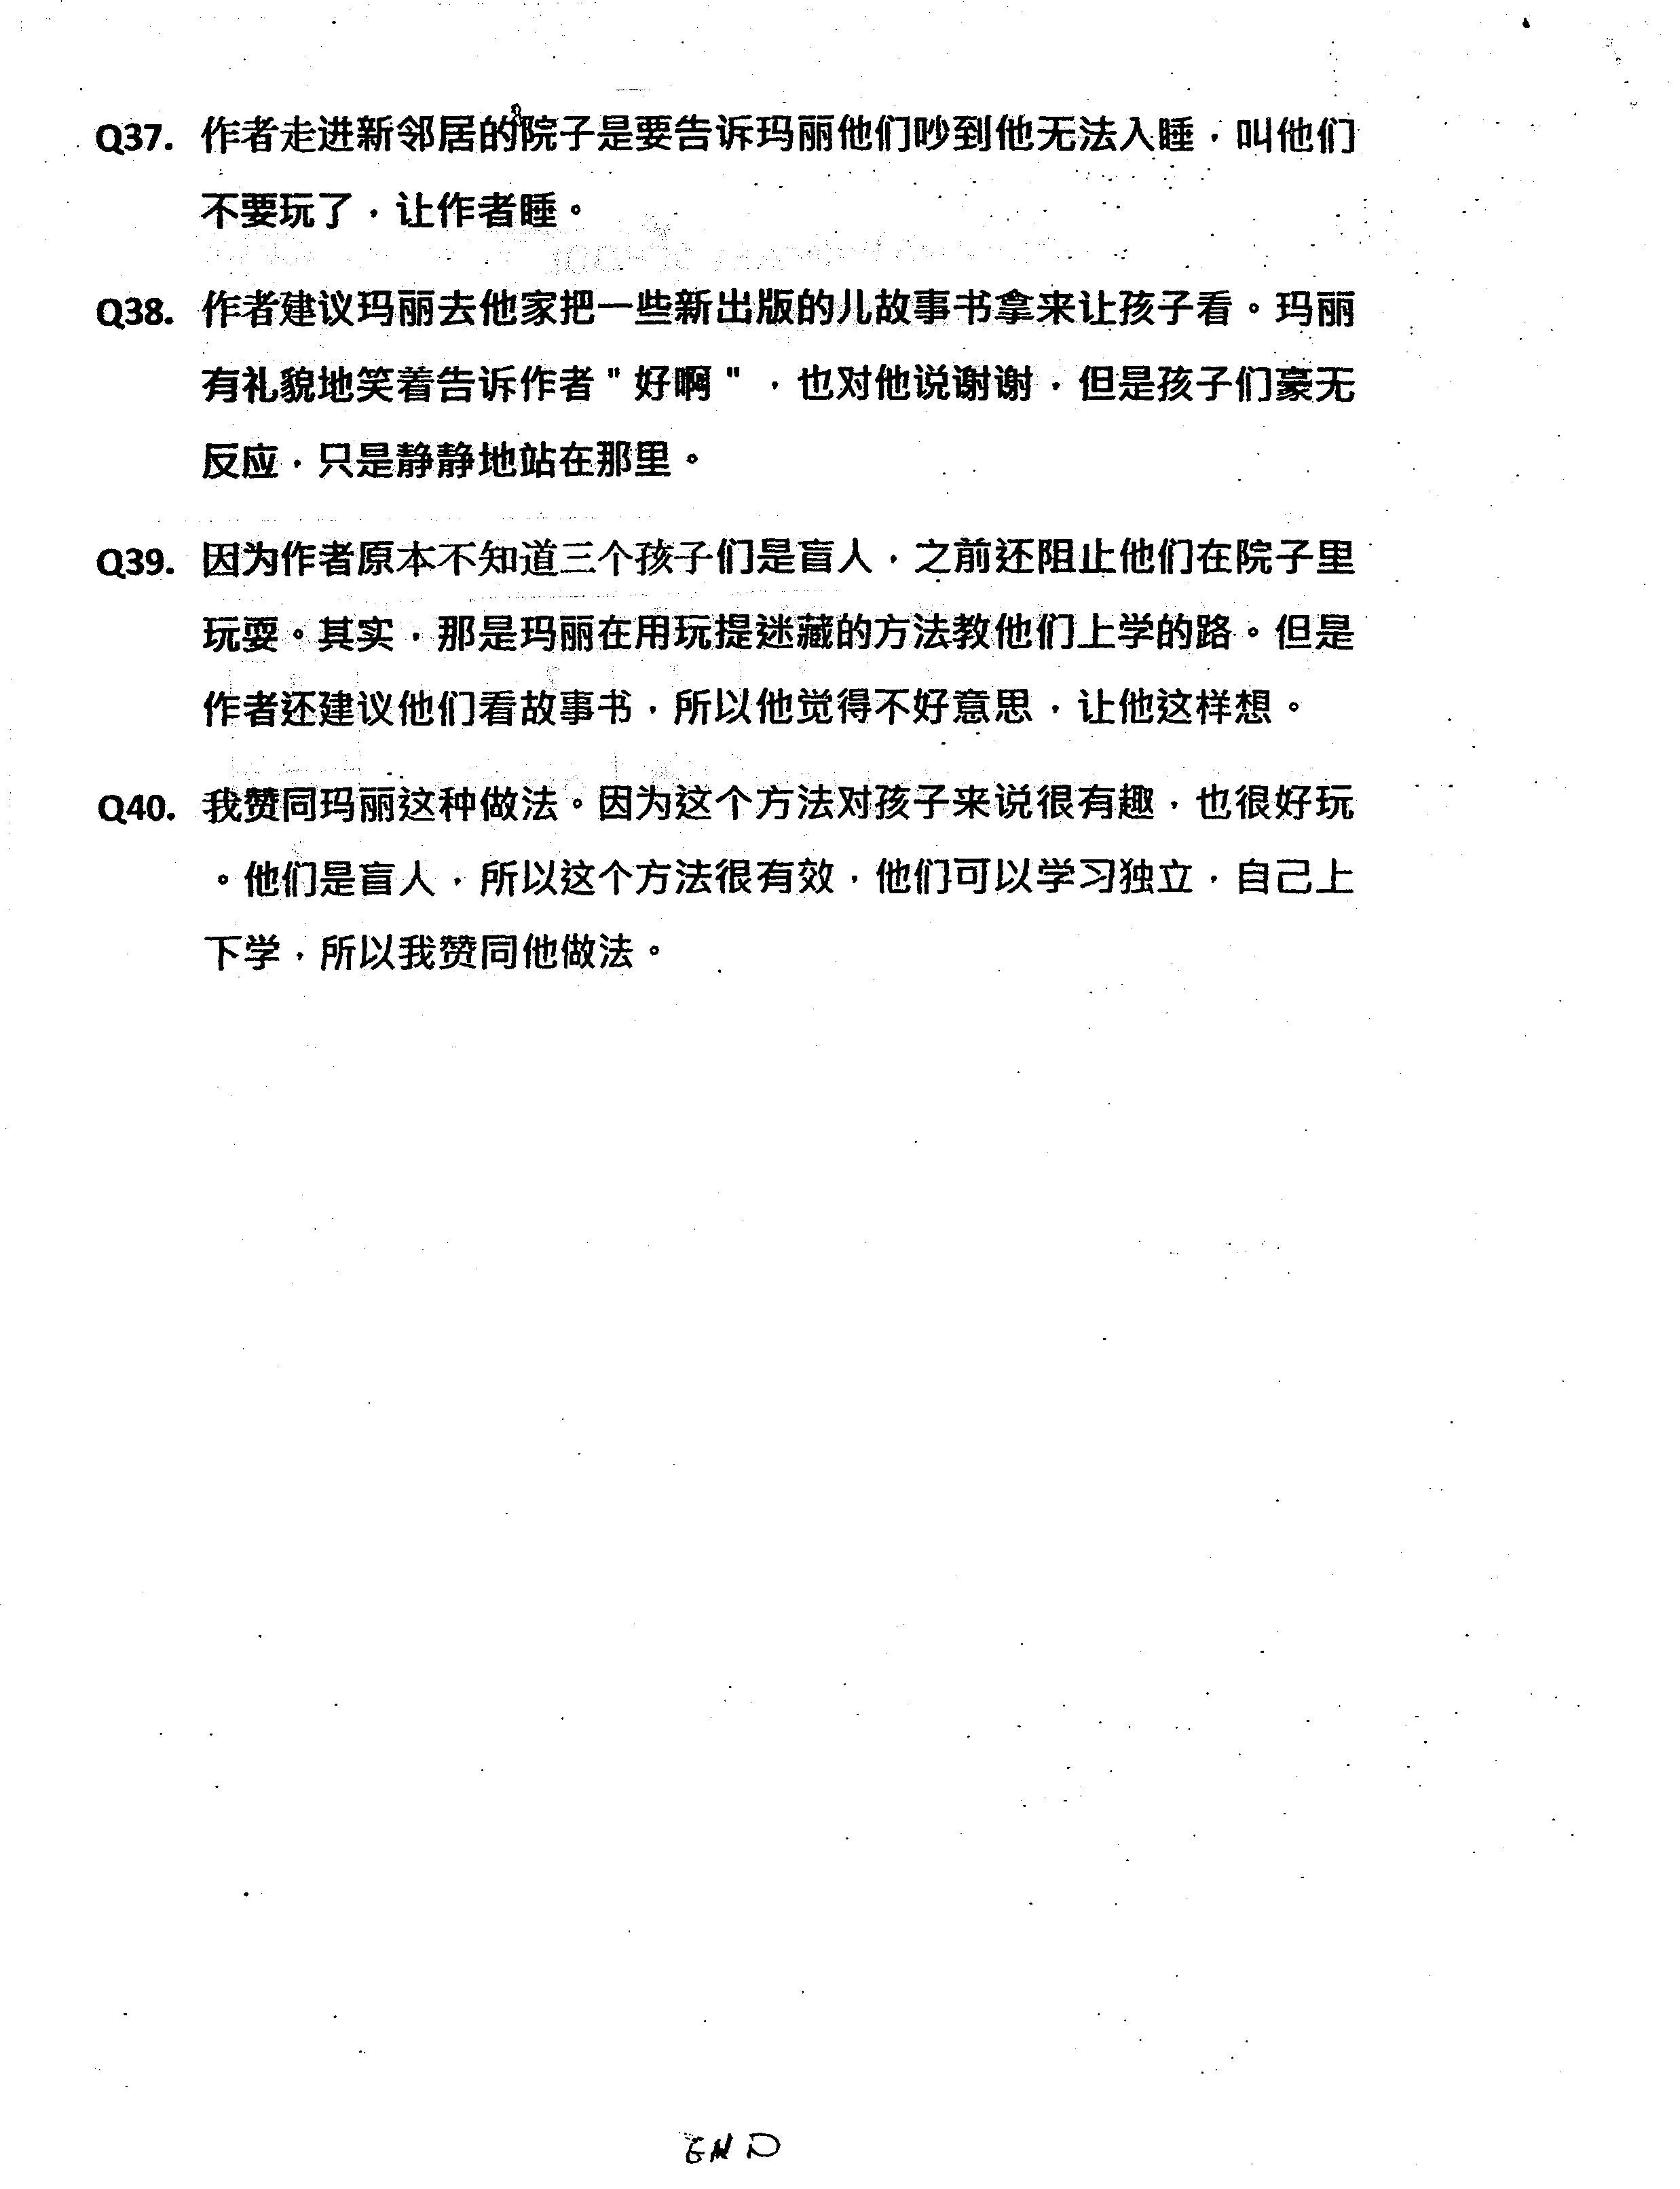 Q37. 作者走进新邻居的院子是要告诉玛丽他们吵到他无法入睡，叫他们
不要玩了，让作者睡。
Q38. 作者建议玛丽去他家把一些新出版的儿故事书拿来让孩子看。玛丽
有礼貌地笑着告诉作者"好啊"，也对他说谢谢，但是孩子们豪无
反应，只是静静地站在那里。
Q39. 因为作者原本不知道三个孩子们是盲人，之前还阻止他们在院子里
玩耍。其实，那是玛丽在用玩提迷藏的方法教他们上学的路。但是
作者还建议他们看故事书，所以他觉得不好意思，让他这样想。
Q40. 我赞同玛丽这种做法。因为这个方法对孩子来说很有趣，也很好玩
。他们是盲人，所以这个方法很有效，他们可以学习独立，自己上
下学，所以我赞同他做法。
END